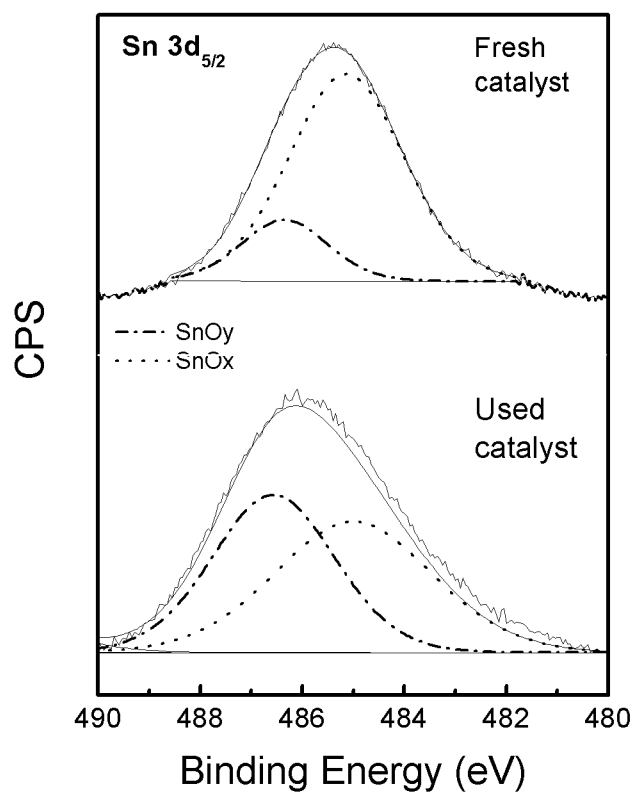 Sn 3d5/2
Fresh
catalyst
CPS
SnOy
SnOx
Used
catalyst
490 488 486 484 482 480
Binding Energy (eV)